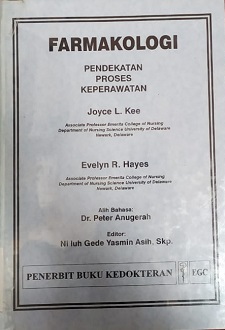 FARMAKOLOGI
PENDEKATAN
PROSES
KEPERAWATAN
Joyce L. Kee
Associate Professor Emerita College of Nursing
Department of Nursing Science University of Delaware
Newark, Delaware
Evelyn R. Hayes
Associate Professor Emerita College of Nursing
Department of Nursing Science University of Delaware
Newark, Delaware
Alih Bahasa:
Dr. Peter Anugerah
Editor:
Ni luh Gede Yasmin Asih, Skp.
PENERBIT BUKU KEDOKTERAN EGC